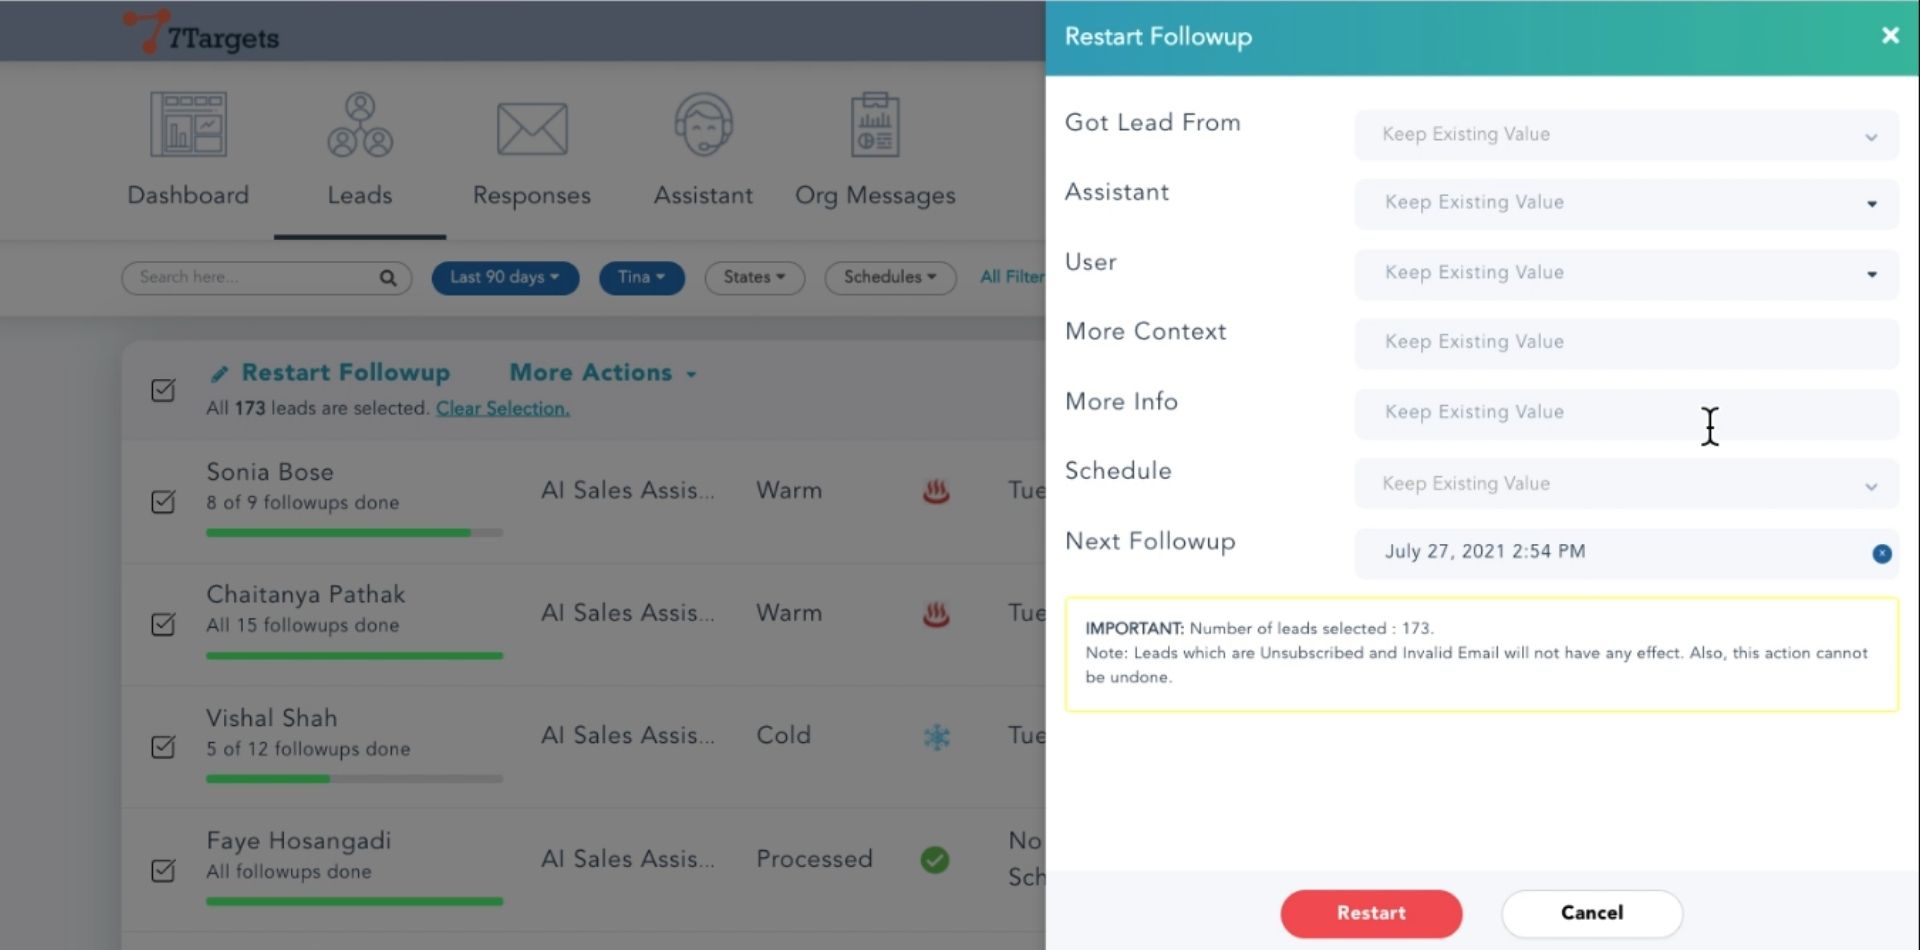 7Targets
Dashboard
Leads
Responses
Assistant
Org Messages
Search here...
Last 90 days
Tina
States
Schedules
All Filter
Restart Followup
More Actions
All 173 leads are selected. Clear Selection.
Sonia Bose
8 of 9 followups done
AI Sales Assis...
Warm
Tue
Chaitanya Pathak
All 15 followups done
AI Sales Assis...
Warm
Tue
Vishal Shah
5 of 12 followups done
AI Sales Assis...
Cold
Tue
Faye Hosangadi
All followups done
AI Sales Assis...
Processed
No
Sch
Restart Followup
Got Lead From
Keep Existing Value
Assistant
Keep Existing Value
User
Keep Existing Value
More Context
Keep Existing Value
More Info
Keep Existing Value
Schedule
Keep Existing Value
Next Followup
July 27, 2021 2:54 PM
IMPORTANT: Number of leads selected : 173.
Note: Leads which are Unsubscribed and Invalid Email will not have any effect. Also, this action cannot
be undone.
Restart
Cancel